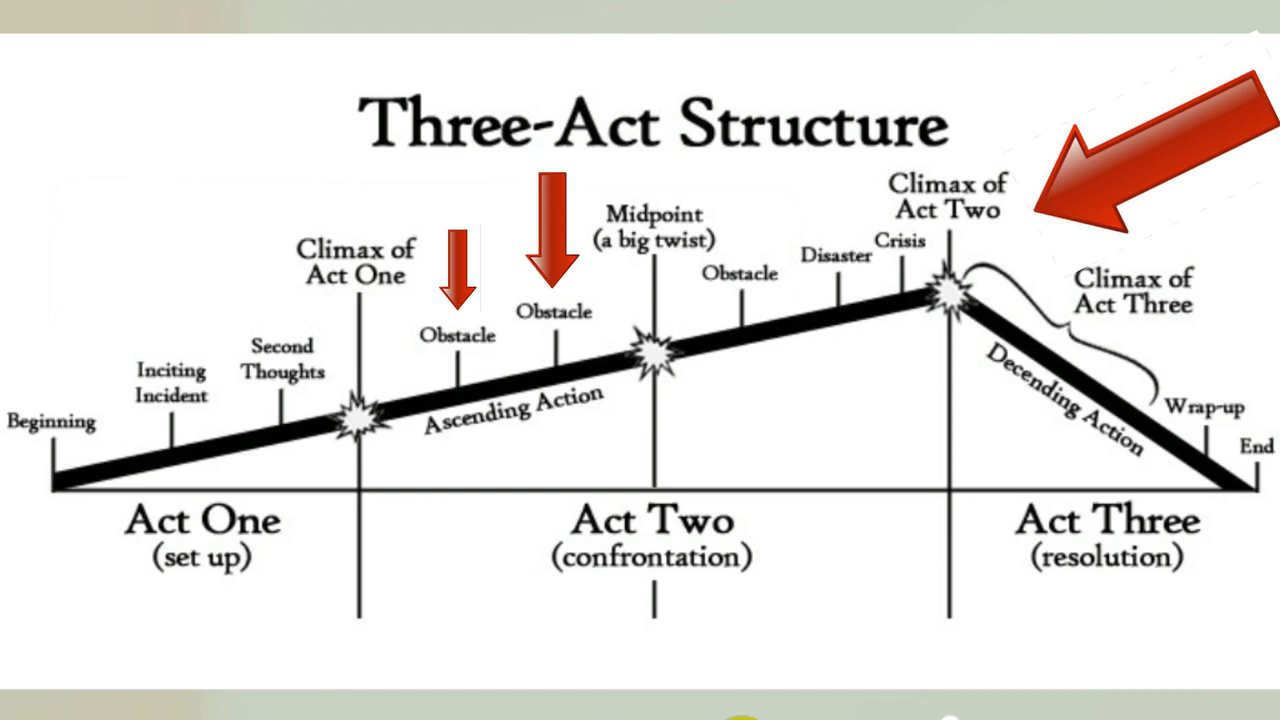 Three-Act Structure
Beginning
Inciting
Incident
Second
Thoughts
Climax of
Act One
Obstacle
Obstacle
Ascending Action
Midpoint
(a big twist)
Obstacle
Disaster
Crisis
Climax of
Act Two
Climax of
Act Three
Decending Action
Wrap-up
End
Act One
(set up)
Act Two
(confrontation)
Act Three
(resolution)